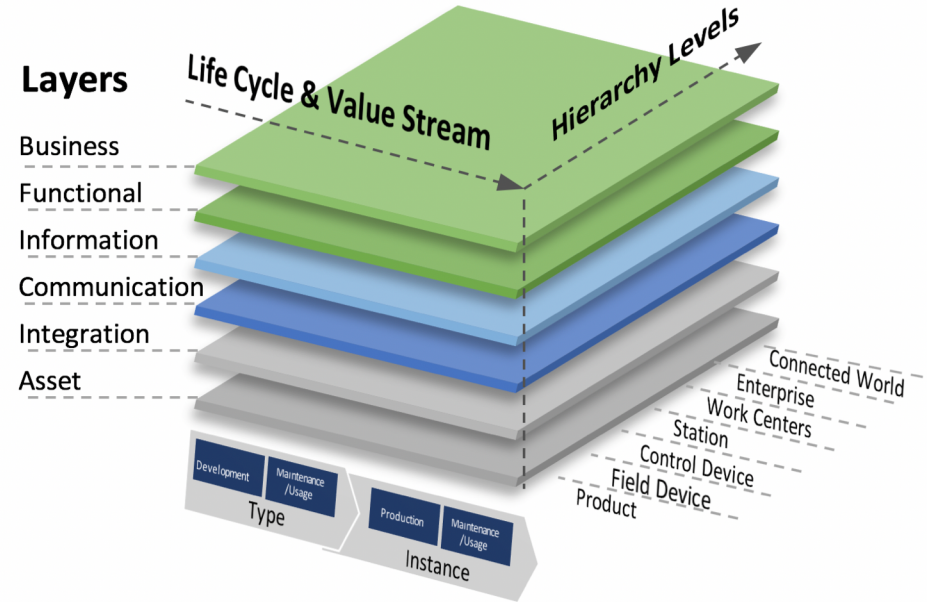 Layers
Life Cycle & Value Stream
Hierarchy Levels
Business
Functional
Information
Communication
Integration
Asset
Connected World
Enterprise
Work Centers
Station
Control Device
Field Device
Product
Development
Maintenance
/Usage
Type
Production
Maintenance
/Usage
Instance